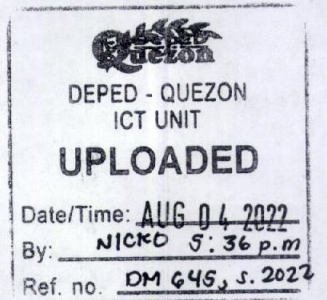 DepEd
Quezon
DEPED - QUEZON
ICT UNIT
UPLOADED
Date/Time: AUG 04 2022
By: NICKO 5:36 p.m
Ref. no. DM 645, s. 2022